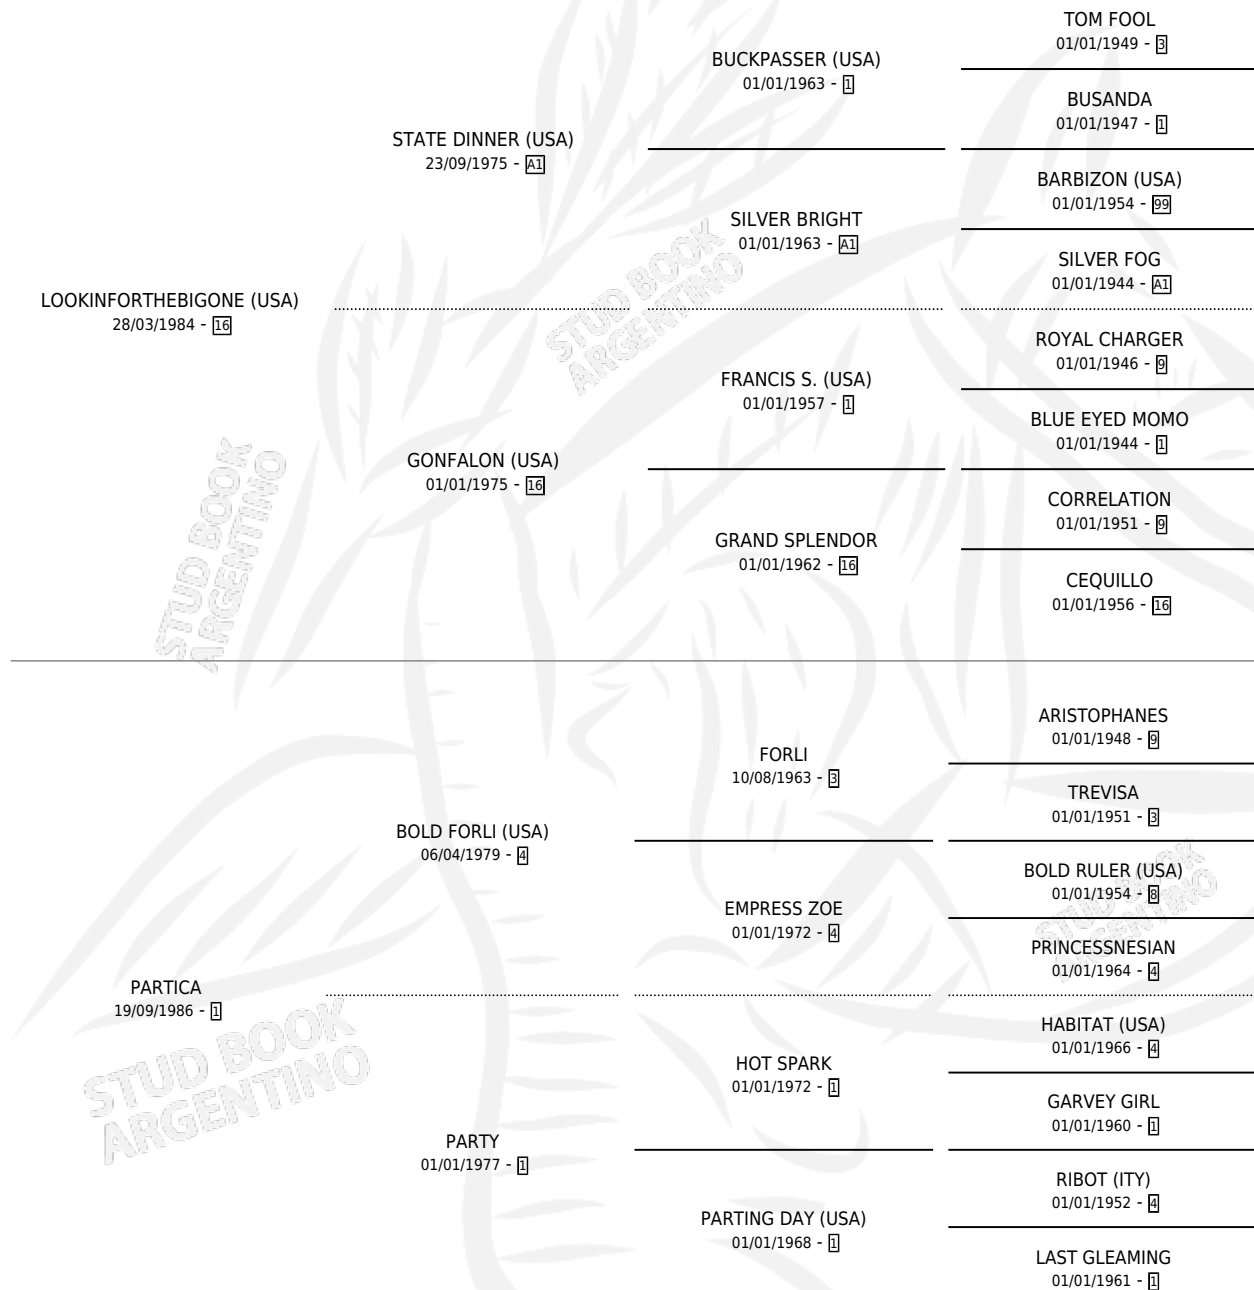 TOM FOOL
01/01/1949 - 3
BUCKPASSER (USA)
01/01/1963 - 1
BUSANDA
01/01/1947 - 1
STATE DINNER (USA)
23/09/1975 - A1
BARBIZON (USA)
01/01/1954 - 99
SILVER BRIGHT
01/01/1963 - A1
SILVER FOG
01/01/1944 - A1
LOOKINFORTHEBIGONE (USA)
28/03/1984 - 16
ROYAL CHARGER
01/01/1946 - 9
FRANCIS S. (USA)
01/01/1957 - 1
BLUE EYED MOMO
01/01/1944 - 1
GONFALON (USA)
01/01/1975 - 16
CORRELATION
01/01/1951 - 9
GRAND SPLENDOR
01/01/1962 - 16
CEQUILLO
01/01/1956 - 16
ARISTOPHANES
01/01/1948 - 9
FORLI
10/08/1963 - 3
TREVISA
01/01/1951 - 3
BOLD FORLI (USA)
06/04/1979 - 4
BOLD RULER (USA)
01/01/1954 - 8
EMPRESS ZOE
01/01/1972 - 4
PRINCESSNESIAN
01/01/1964 - 4
PARTICA
19/09/1986 - 1
HABITAT (USA)
01/01/1966 - 4
HOT SPARK
01/01/1972 - 1
GARVEY GIRL
01/01/1960 - 1
PARTY
01/01/1977 - 1
RIBOT (ITY)
01/01/1952 - 4
PARTING DAY (USA)
01/01/1968 - 1
LAST GLEAMING
01/01/1961 - 1
STUD BOOK
ARGENTINO
STUD BOOK
ARGENTINO
STUD BOOK
ARGENTINO
STUD BOOK
ARGENTINO